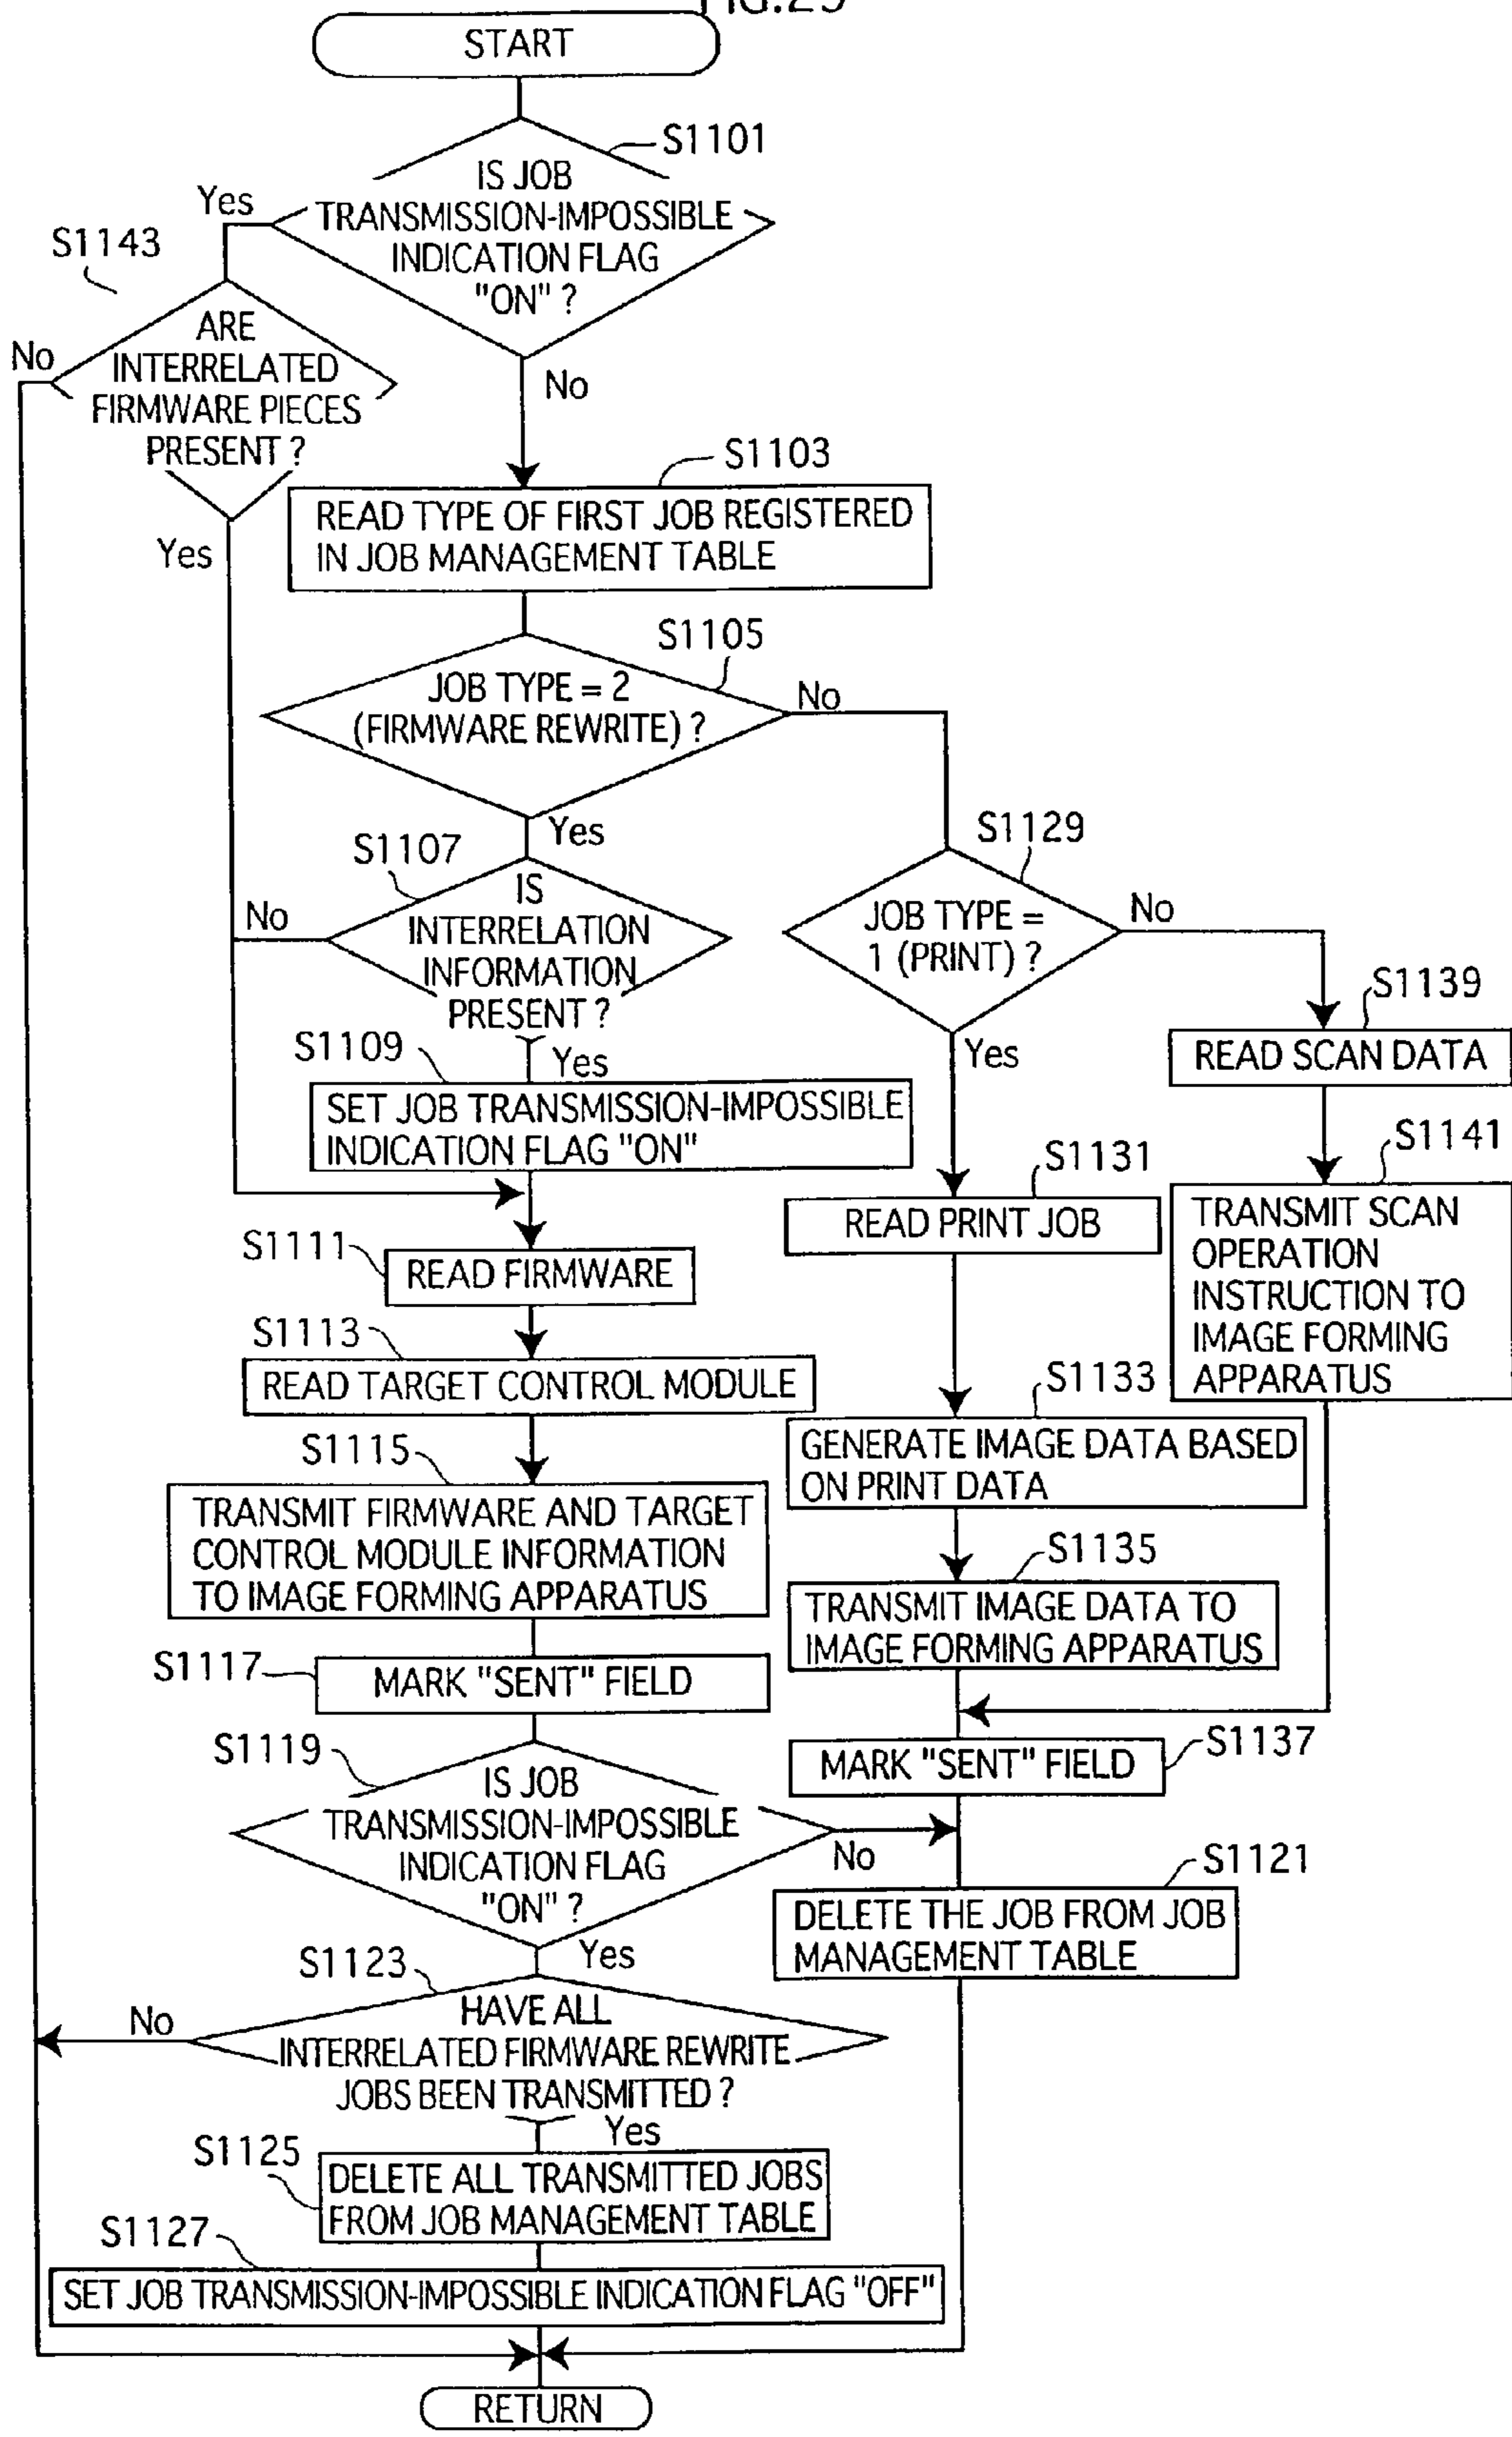 FIG.25
START
S1101
IS JOB
TRANSMISSION-IMPOSSIBLE
INDICATION FLAG
"ON" ?
Yes
No
S1143
ARE
INTERRELATED
FIRMWARE PIECES
PRESENT ?
No
Yes
S1103
READ TYPE OF FIRST JOB REGISTERED
IN JOB MANAGEMENT TABLE
S1105
JOB TYPE = 2
(FIRMWARE REWRITE) ?
No
Yes
S1107
IS
INTERRELATION
INFORMATION
PRESENT ?
No
Yes
S1109
SET JOB TRANSMISSION-IMPOSSIBLE
INDICATION FLAG "ON"
S1111
READ FIRMWARE
S1113
READ TARGET CONTROL MODULE
S1115
TRANSMIT FIRMWARE AND TARGET
CONTROL MODULE INFORMATION
TO IMAGE FORMING APPARATUS
S1117
MARK "SENT" FIELD
S1119
IS JOB
TRANSMISSION-IMPOSSIBLE
INDICATION FLAG
"ON" ?
No
Yes
S1123
HAVE ALL
INTERRELATED FIRMWARE REWRITE
JOBS BEEN TRANSMITTED ?
No
Yes
S1125
DELETE ALL TRANSMITTED JOBS
FROM JOB MANAGEMENT TABLE
S1127
SET JOB TRANSMISSION-IMPOSSIBLE INDICATION FLAG "OFF"
S1129
JOB TYPE =
1 (PRINT) ?
No
Yes
S1131
READ PRINT JOB
S1133
GENERATE IMAGE DATA BASED
ON PRINT DATA
S1135
TRANSMIT IMAGE DATA TO
IMAGE FORMING APPARATUS
S1137
MARK "SENT" FIELD
S1121
DELETE THE JOB FROM JOB
MANAGEMENT TABLE
S1139
READ SCAN DATA
S1141
TRANSMIT SCAN
OPERATION
INSTRUCTION TO
IMAGE FORMING
APPARATUS
RETURN